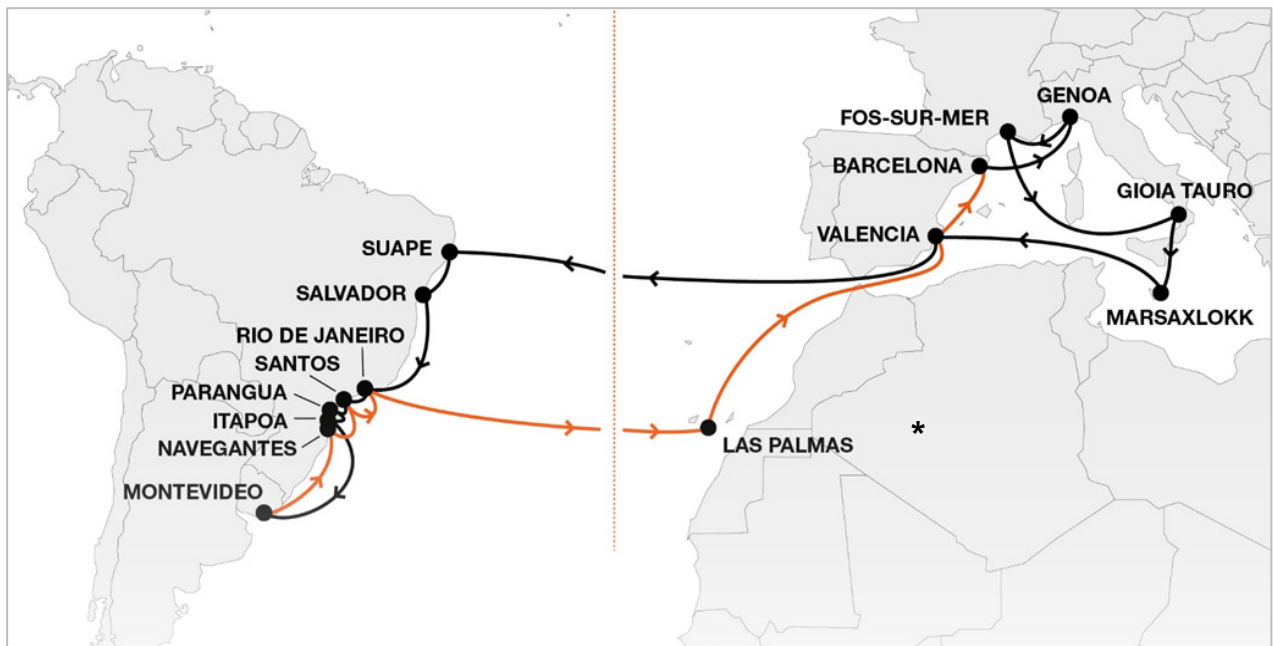 GENOA
FOS-SUR-MER
BARCELONA
GIOIA TAURO
VALENCIA
SUAPE
SALVADOR
MARSAXLOKK
RIO DE JANEIRO
SANTOS
PARANGUA
ITAPOA
NAVEGANTES
*
LAS PALMAS
MONTEVIDEO